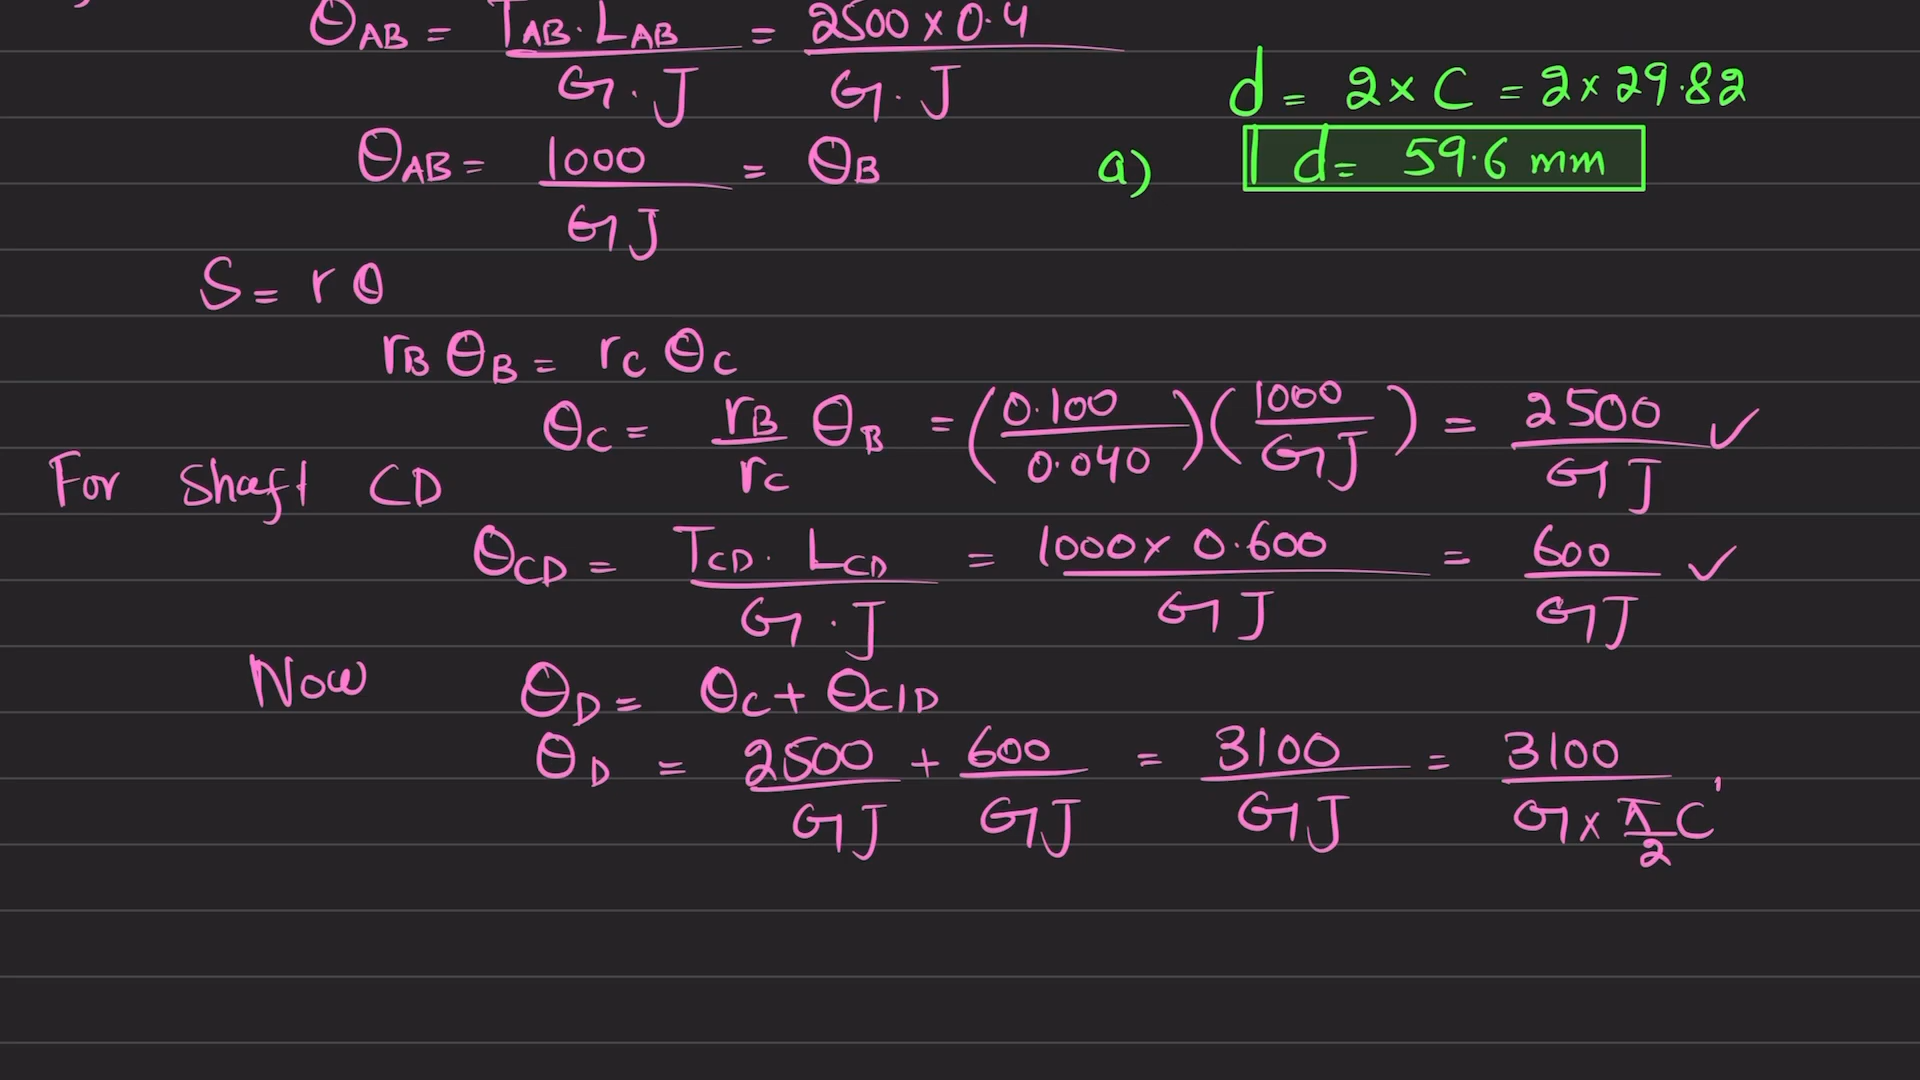 θAB = TAB · LAB / G · J = 2500 × 0.4 / G · J
d = 2 × C = 2 × 29.82
θAB = 1000 / GJ = θB
a) d = 59.6 mm
S = r θ
rB θB = rC θC
θC = rB / rC θB = (0.100 / 0.040) (1000 / GJ) = 2500 / GJ ✓
For Shaft CD
θCD = TCD · LCD / G · J = 1000 × 0.600 / GJ = 600 / GJ ✓
Now θD = θC + θC/D
θD = 2500 / GJ + 600 / GJ = 3100 / GJ = 3100 / G × π/2 C